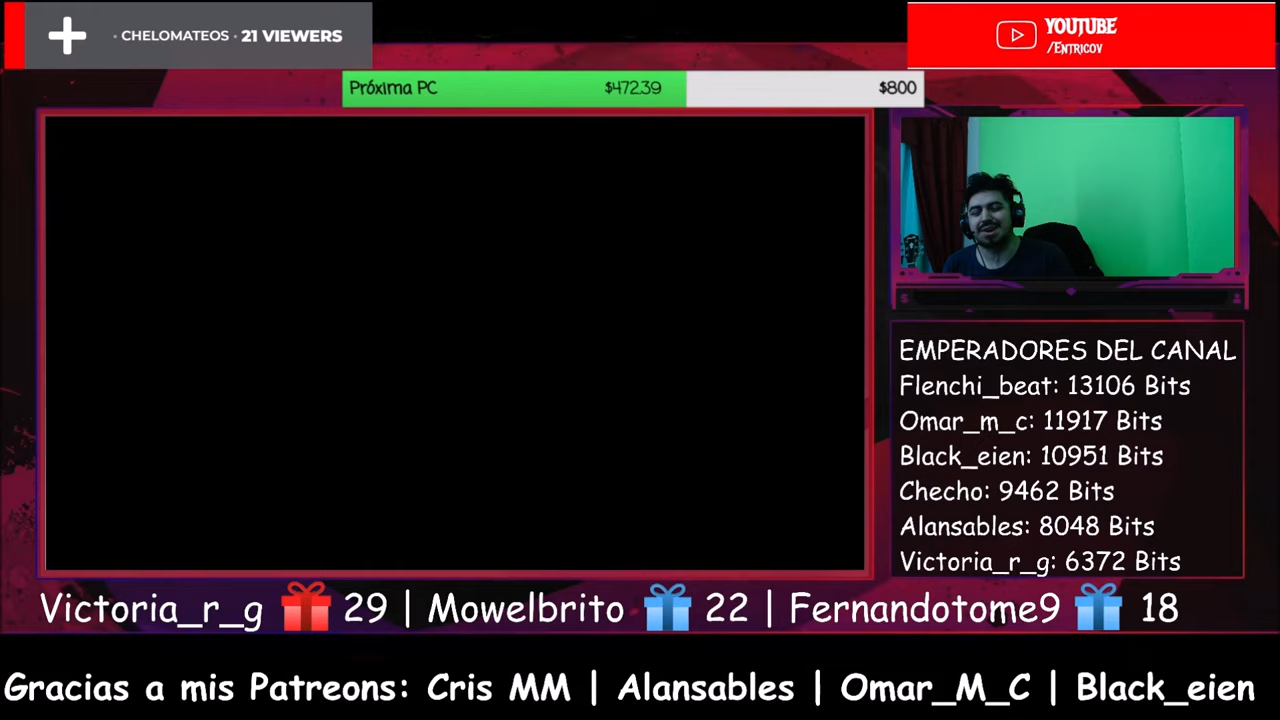 · CHELOMATEOS · 21 VIEWERS
YOUTUBE
/ENTRICOV
Próxima PC $472.39 $800
EMPERADORES DEL CANAL
Flenchi_beat: 13106 Bits
Omar_m_c: 11917 Bits
Black_eien: 10951 Bits
Checho: 9462 Bits
Alansables: 8048 Bits
Victoria_r_g: 6372 Bits
Victoria_r_g 29 | Mowelbrito 22 | Fernandotome9 18
Gracias a mis Patreons: Cris MM | Alansables | Omar_M_C | Black_eien